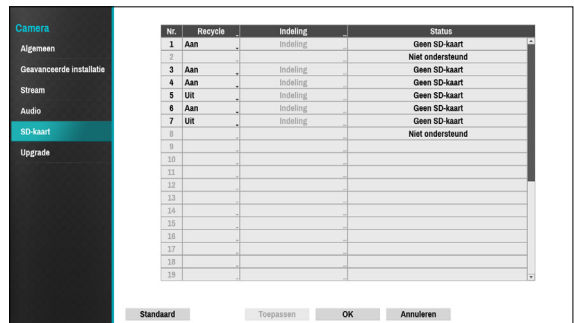 Camera
Algemeen
Geavanceerde installatie
Stream
Audio
SD-kaart
Upgrade
Nr. Recycle Indeling Status
1 Aan Indeling Geen SD-kaart
2 Niet ondersteund
3 Aan Indeling Geen SD-kaart
4 Aan Indeling Geen SD-kaart
5 Uit Indeling Geen SD-kaart
6 Aan Indeling Geen SD-kaart
7 Uit Indeling Geen SD-kaart
8 Niet ondersteund
9
10
11
12
13
14
15
16
17
18
19
Standaard Toepassen OK Annuleren